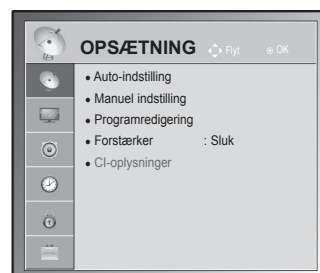 OPSÆTNING Flyt OK
• Auto-indstilling
• Manuel indstilling
• Programredigering
• Forstærker : Sluk
• CI-oplysninger